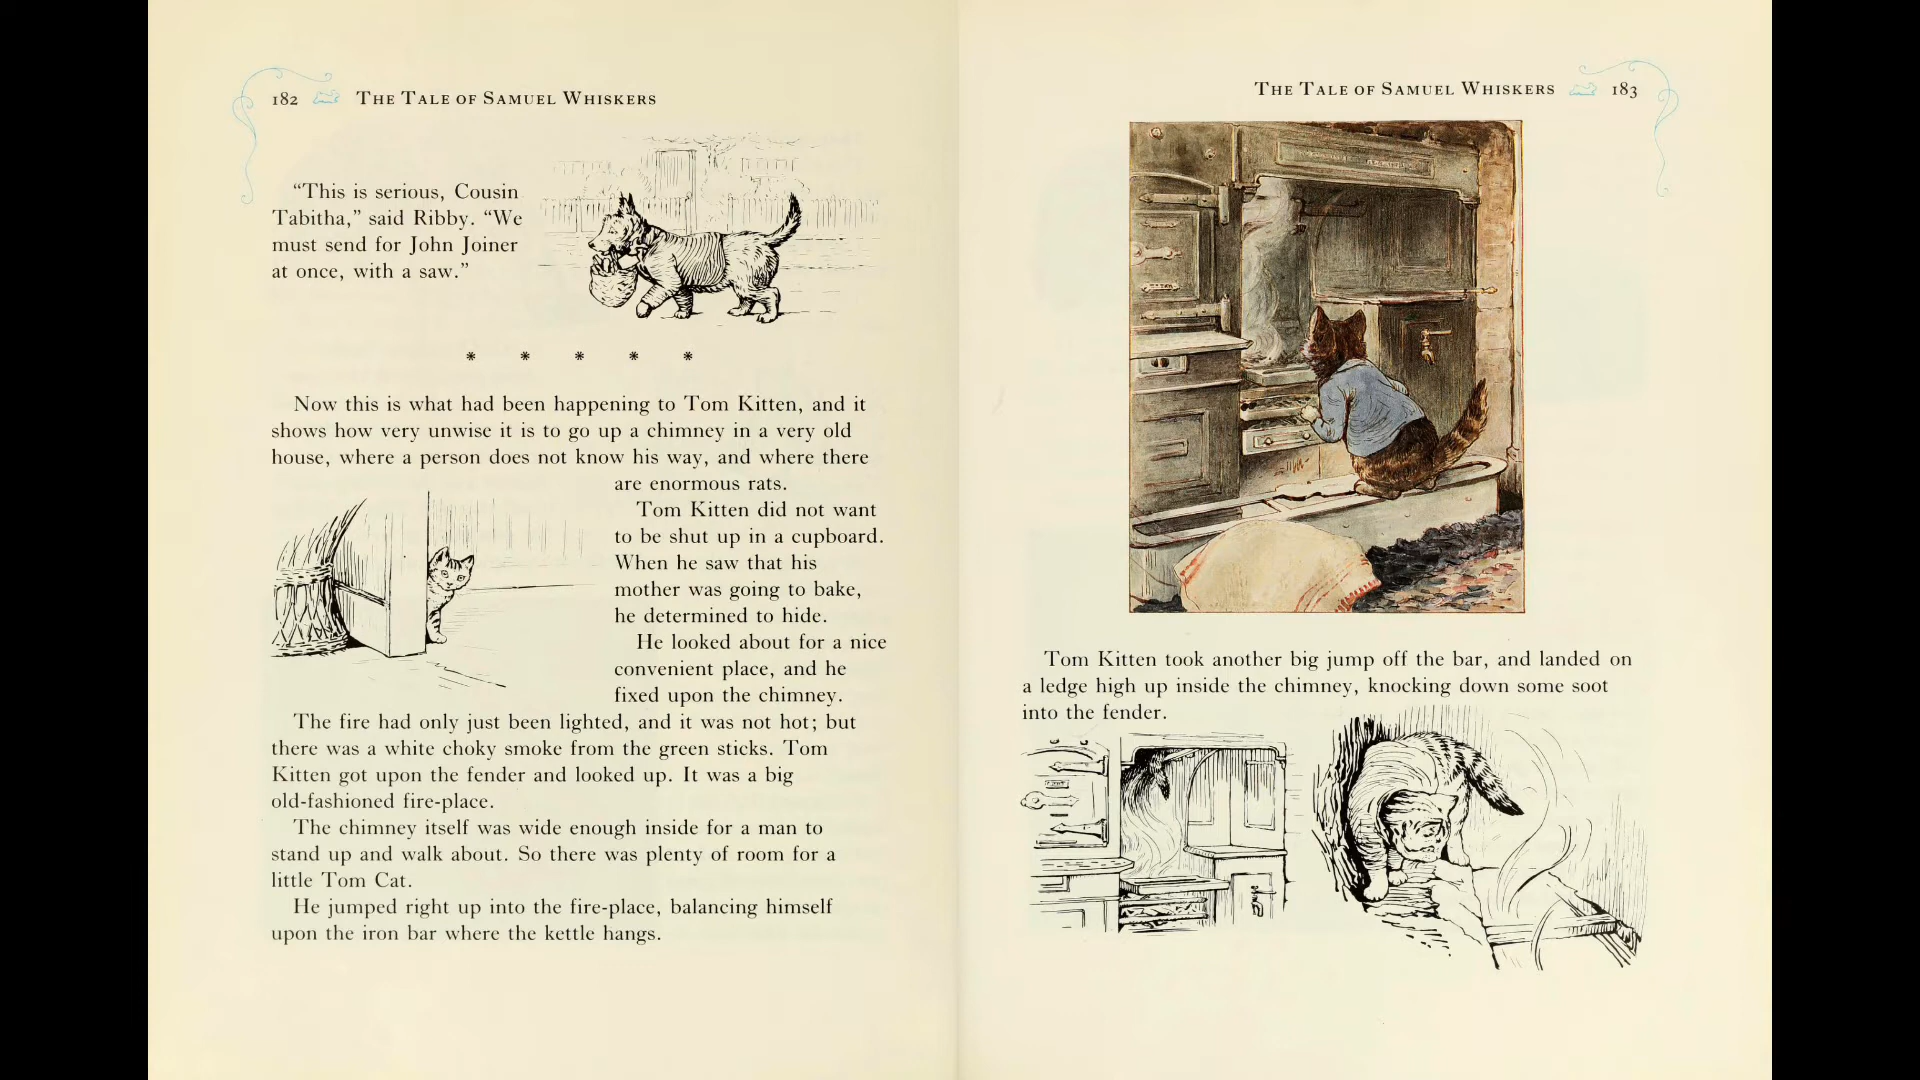 182 THE TALE OF SAMUEL WHISKERS
“This is serious, Cousin
Tabitha,” said Ribby. “We
must send for John Joiner
at once, with a saw.”
* * * * *
Now this is what had been happening to Tom Kitten, and it
shows how very unwise it is to go up a chimney in a very old
house, where a person does not know his way, and where there
are enormous rats.
Tom Kitten did not want
to be shut up in a cupboard.
When he saw that his
mother was going to bake,
he determined to hide.
He looked about for a nice
convenient place, and he
fixed upon the chimney.
The fire had only just been lighted, and it was not hot; but
there was a white choky smoke from the green sticks. Tom
Kitten got upon the fender and looked up. It was a big
old-fashioned fire-place.
The chimney itself was wide enough inside for a man to
stand up and walk about. So there was plenty of room for a
little Tom Cat.
He jumped right up into the fire-place, balancing himself
upon the iron bar where the kettle hangs.
THE TALE OF SAMUEL WHISKERS 183
Tom Kitten took another big jump off the bar, and landed on
a ledge high up inside the chimney, knocking down some soot
into the fender.